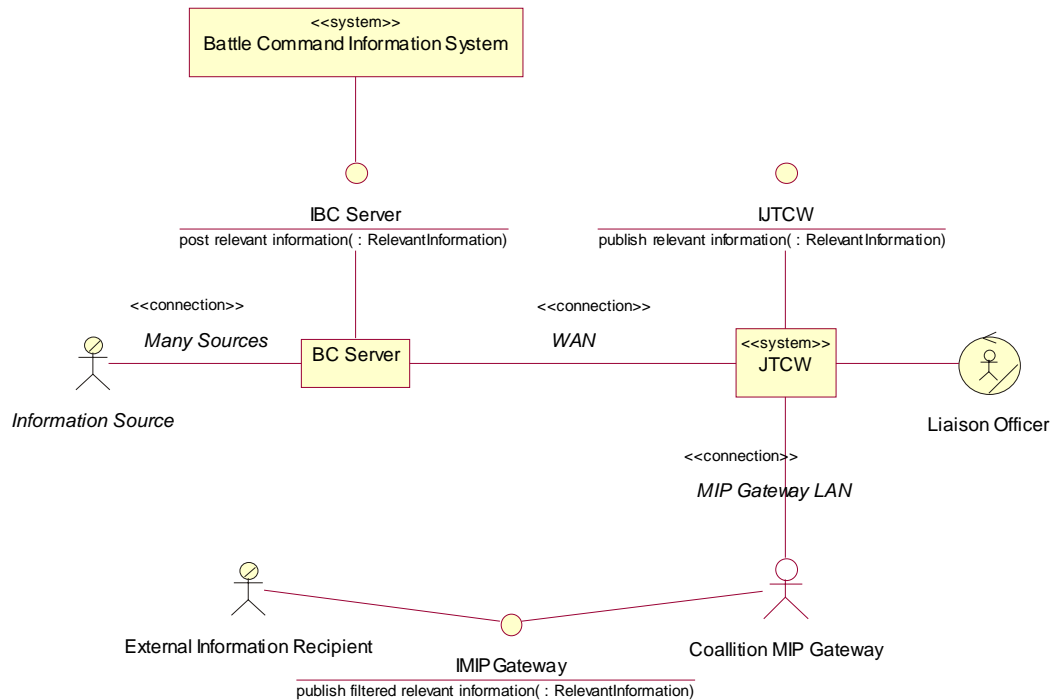 <<system>>
Battle Command Information System
IBC Server
post relevant information( : RelevantInformation)
IJTCW
publish relevant information( : RelevantInformation)
<<connection>>
Many Sources
<<connection>>
WAN
BC Server
<<system>>
JTCW
Information Source
Liaison Officer
<<connection>>
MIP Gateway LAN
External Information Recipient
Coallition MIP Gateway
IMIPGateway
publish filtered relevant information( : RelevantInformation)